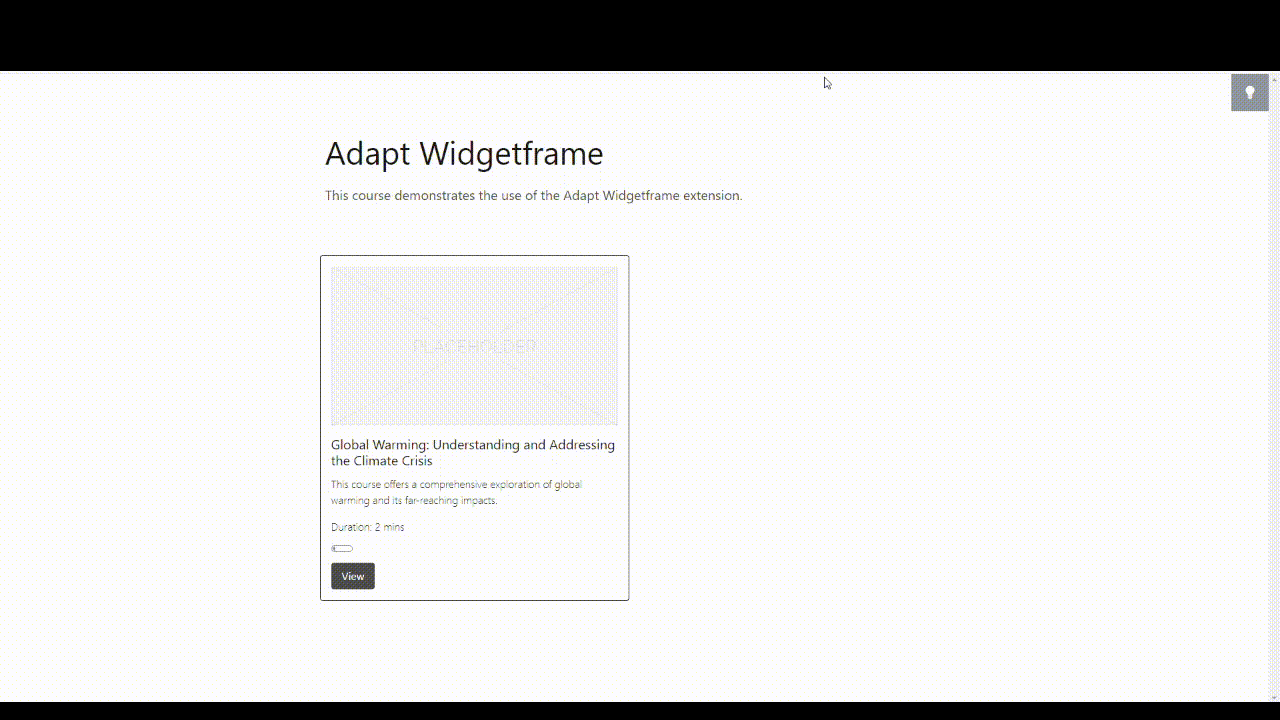 Adapt Widgetframe
This course demonstrates the use of the Adapt Widgetframe extension.
PLACEHOLDER
Global Warming: Understanding and Addressing
the Climate Crisis
This course offers a comprehensive exploration of global
warming and its far-reaching impacts.
Duration: 2 mins
View